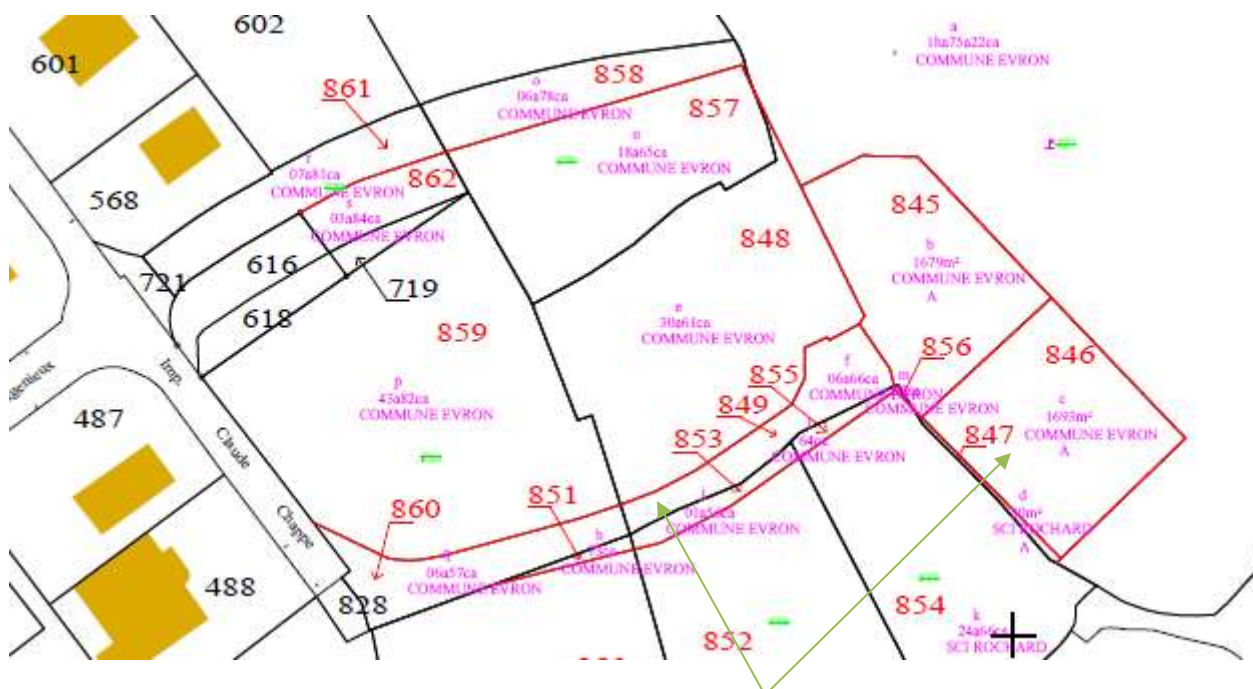 602
601
861
858
o
06a78ca
COMMUNE EVRON
857
n
18a65ca
COMMUNE EVRON
a
1ha75a22ca
COMMUNE EVRON
568
r
07a81ca
COMMUNE EVRON
862
s
03a84ca
COMMUNE EVRON
616
721
719
618
848
845
b
1679m²
COMMUNE EVRON
A
859
e
30a61ca
COMMUNE EVRON
856
846
p
43a82ca
COMMUNE EVRON
Imp.
Claude
Chappe
487
855
f
06a66ca
COMMUNE EVRON
m
COMMUNE EVRON
849
c
1693m²
COMMUNE EVRON
A
853
64ca
COMMUNE EVRON
847
860
851
i
COMMUNE EVRON
d
SCI ROCHARD
A
h
COMMUNE EVRON
q
06a57ca
COMMUNE EVRON
488
828
854
k
24a66ca
SCI ROCHARD
852